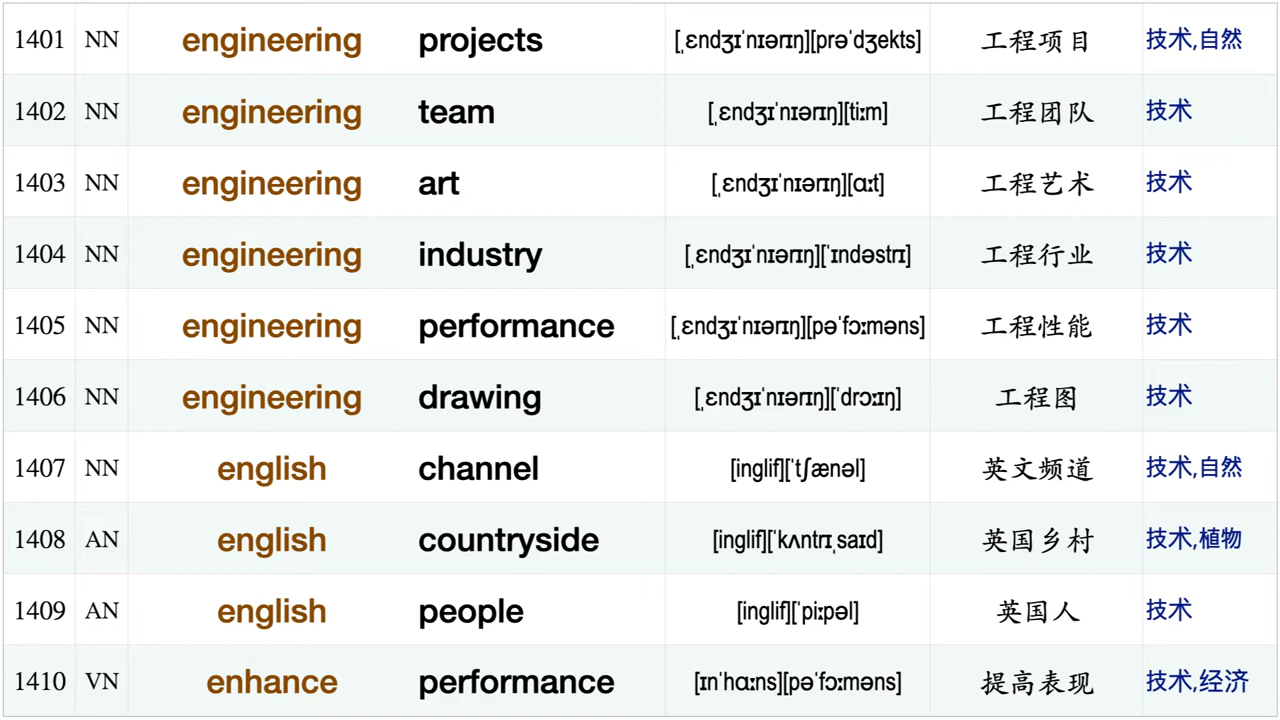 1401 NN engineering projects [ˌɛndʒɪˈnɪərɪŋ][prəˈdʒekts] 工程项目 技术,自然
1402 NN engineering team [ˌɛndʒɪˈnɪərɪŋ][tiːm] 工程团队 技术
1403 NN engineering art [ˌɛndʒɪˈnɪərɪŋ][ɑːt] 工程艺术 技术
1404 NN engineering industry [ˌɛndʒɪˈnɪərɪŋ][ˈɪndəstrɪ] 工程行业 技术
1405 NN engineering performance [ˌɛndʒɪˈnɪərɪŋ][pəˈfɔːməns] 工程性能 技术
1406 NN engineering drawing [ˌɛndʒɪˈnɪərɪŋ][ˈdrɔːɪŋ] 工程图 技术
1407 NN english channel [inglif][ˈtʃænəl] 英文频道 技术,自然
1408 AN english countryside [inglif][ˈkʌntrɪˌsaɪd] 英国乡村 技术,植物
1409 AN english people [inglif][ˈpiːpəl] 英国人 技术
1410 VN enhance performance [ɪnˈhɑːns][pəˈfɔːməns] 提高表现 技术,经济